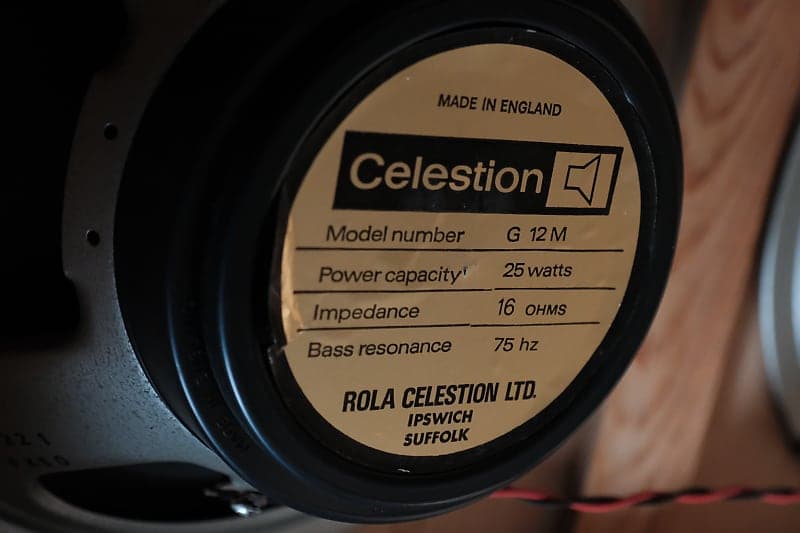 MADE IN ENGLAND
Celestion
Model number G 12 M
Power capacity 25 watts
Impedance 16 OHMS
Bass resonance 75 hz
ROLA CELESTION LTD.
IPSWICH
SUFFOLK